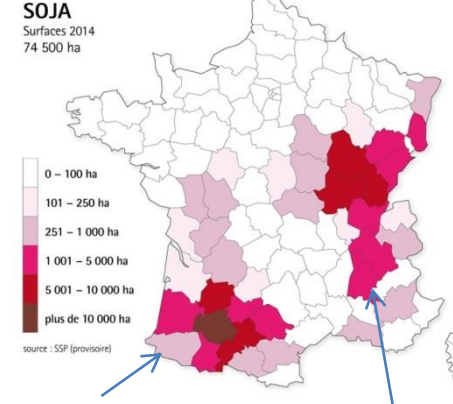 SOJA
Surfaces 2014
74 500 ha
0 – 100 ha
101 – 250 ha
251 – 1 000 ha
1 001 – 5 000 ha
5 001 – 10 000 ha
plus de 10 000 ha
source : SSP (provisoire)